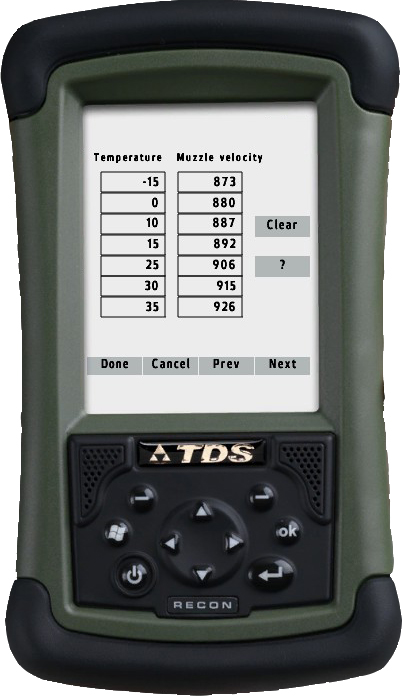 Temperature Muzzle velocity
-15 873
0 880
10 887
Clear
15 892
25 906
?
30 915
35 926
Done Cancel Prev Next
TDS
ok
RECON